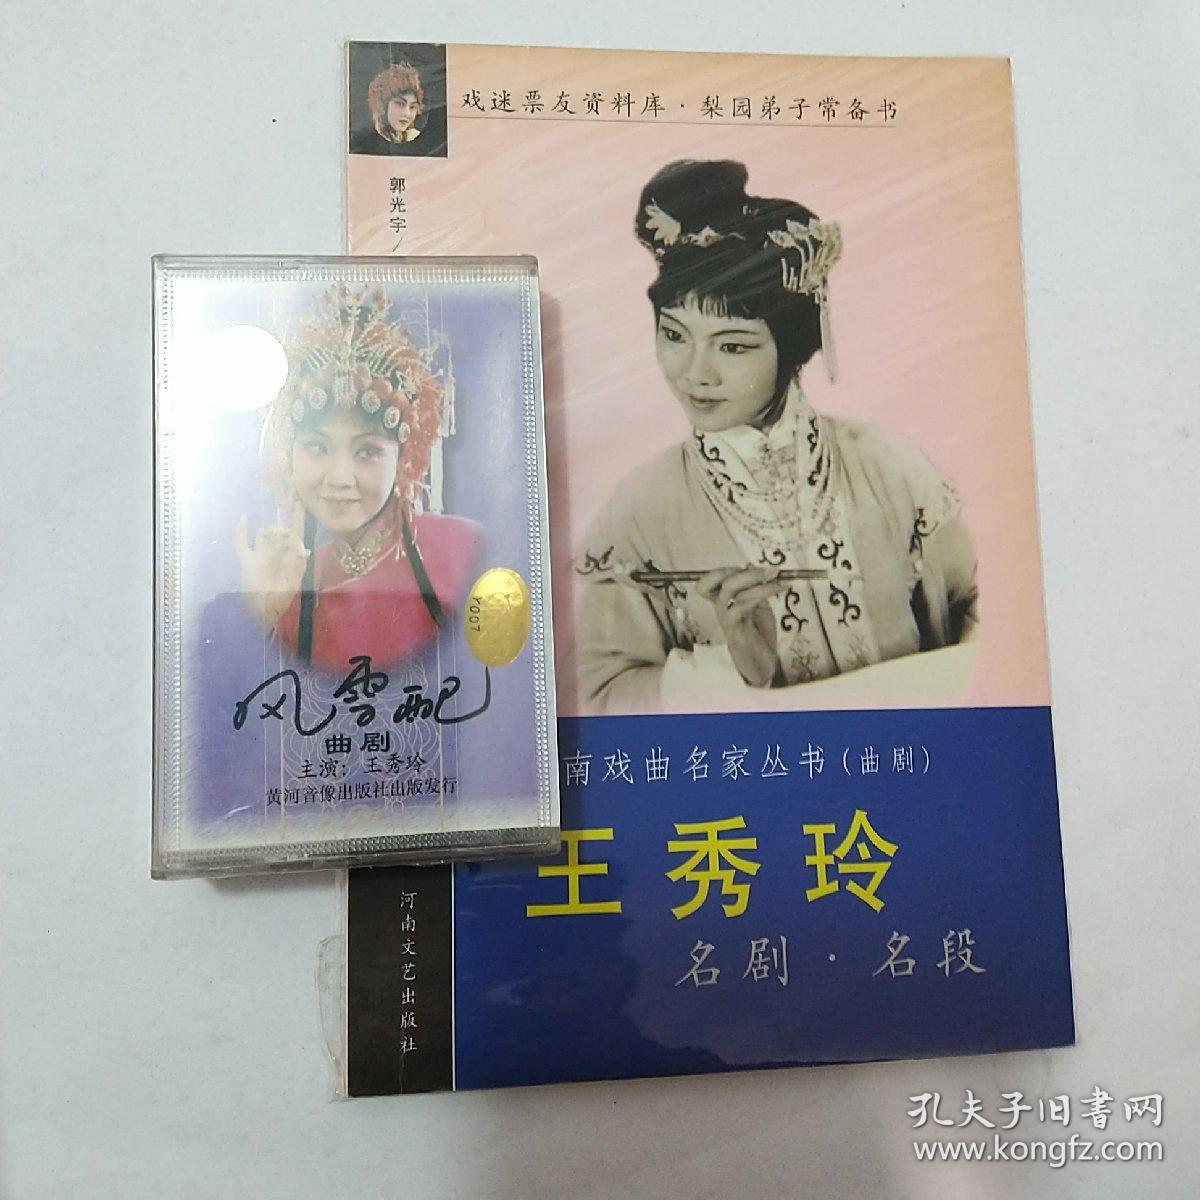 戏迷票友资料库·梨园弟子常备书
郭光宇
Y007
风雪配
曲剧
主演：王秀玲
黄河音像出版社出版发行
南戏曲名家丛书(曲剧)
王秀玲
名剧·名段
河南文艺出版社
孔夫子旧书网
www.kongfz.com